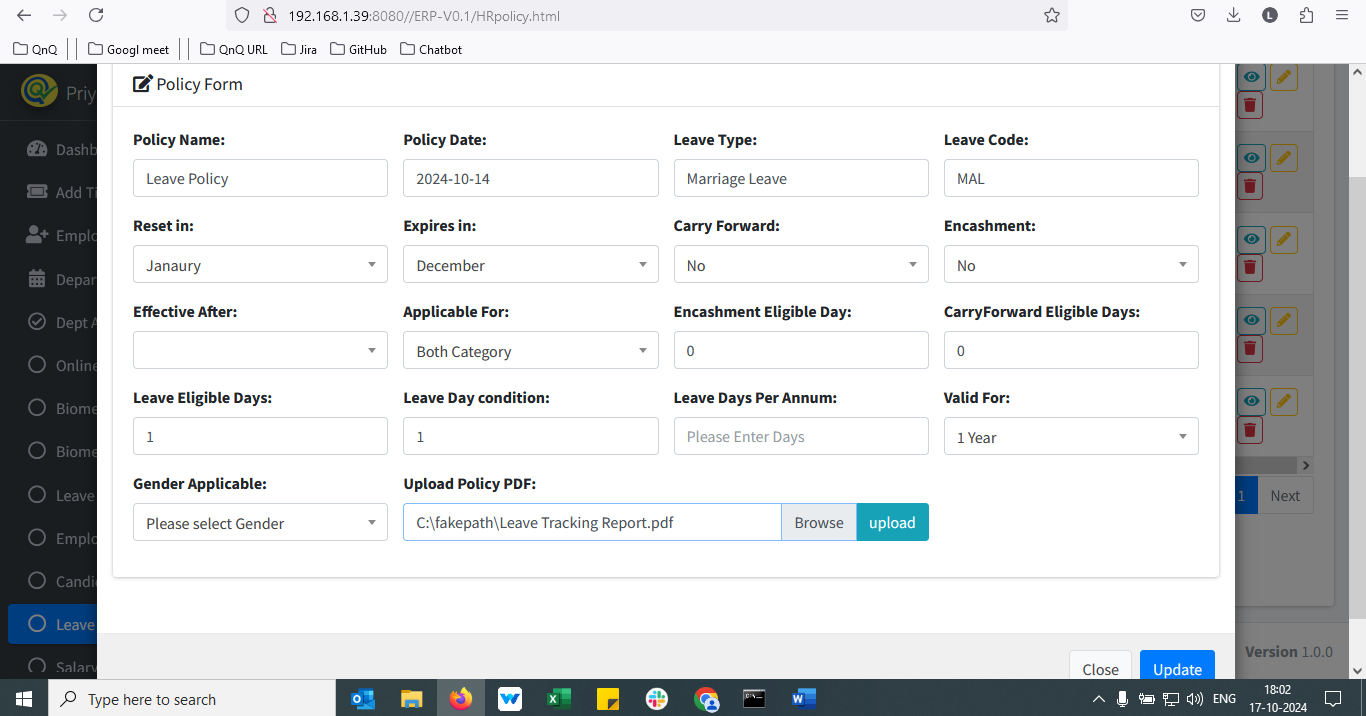 192.168.1.39:8080//ERP-V0.1/HRpolicy.html
L
QnQ
Googl meet
QnQ URL
Jira
GitHub
Chatbot
Priy
Policy Form
Dashb
Add Ti
Emplo
Depar
Dept A
Online
Biome
Biome
Leave
Emplo
Candi
Leave
Salary
Policy Name: Policy Date: Leave Type: Leave Code:
Leave Policy 2024-10-14 Marriage Leave MAL
Reset in: Expires in: Carry Forward: Encashment:
Janaury December No No
Effective After: Applicable For: Encashment Eligible Day: CarryForward Eligible Days:
Both Category 0 0
Leave Eligible Days: Leave Day condition: Leave Days Per Annum: Valid For:
1 1 Please Enter Days 1 Year
Gender Applicable: Upload Policy PDF:
Please select Gender C:\fakepath\Leave Tracking Report.pdf Browse upload
1 Next
Close Update
Version 1.0.0
Type here to search
ENG
18:02
17-10-2024